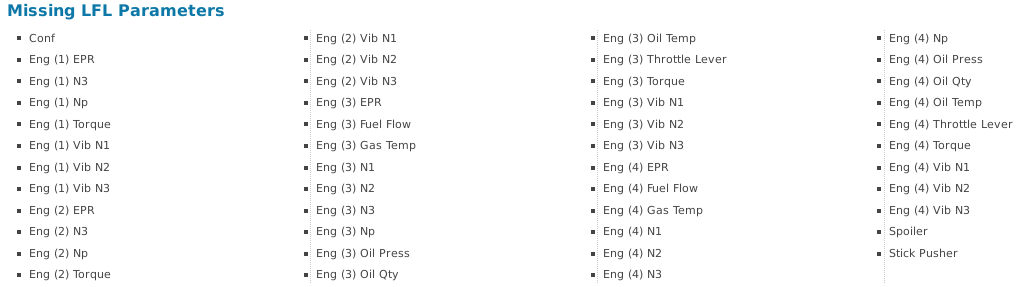 Missing LFL Parameters
Conf
Eng (1) EPR
Eng (1) N3
Eng (1) Np
Eng (1) Torque
Eng (1) Vib N1
Eng (1) Vib N2
Eng (1) Vib N3
Eng (2) EPR
Eng (2) N3
Eng (2) Np
Eng (2) Torque
Eng (2) Vib N1
Eng (2) Vib N2
Eng (2) Vib N3
Eng (3) EPR
Eng (3) Fuel Flow
Eng (3) Gas Temp
Eng (3) N1
Eng (3) N2
Eng (3) N3
Eng (3) Np
Eng (3) Oil Press
Eng (3) Oil Qty
Eng (3) Oil Temp
Eng (3) Throttle Lever
Eng (3) Torque
Eng (3) Vib N1
Eng (3) Vib N2
Eng (3) Vib N3
Eng (4) EPR
Eng (4) Fuel Flow
Eng (4) Gas Temp
Eng (4) N1
Eng (4) N2
Eng (4) N3
Eng (4) Np
Eng (4) Oil Press
Eng (4) Oil Qty
Eng (4) Oil Temp
Eng (4) Throttle Lever
Eng (4) Torque
Eng (4) Vib N1
Eng (4) Vib N2
Eng (4) Vib N3
Spoiler
Stick Pusher